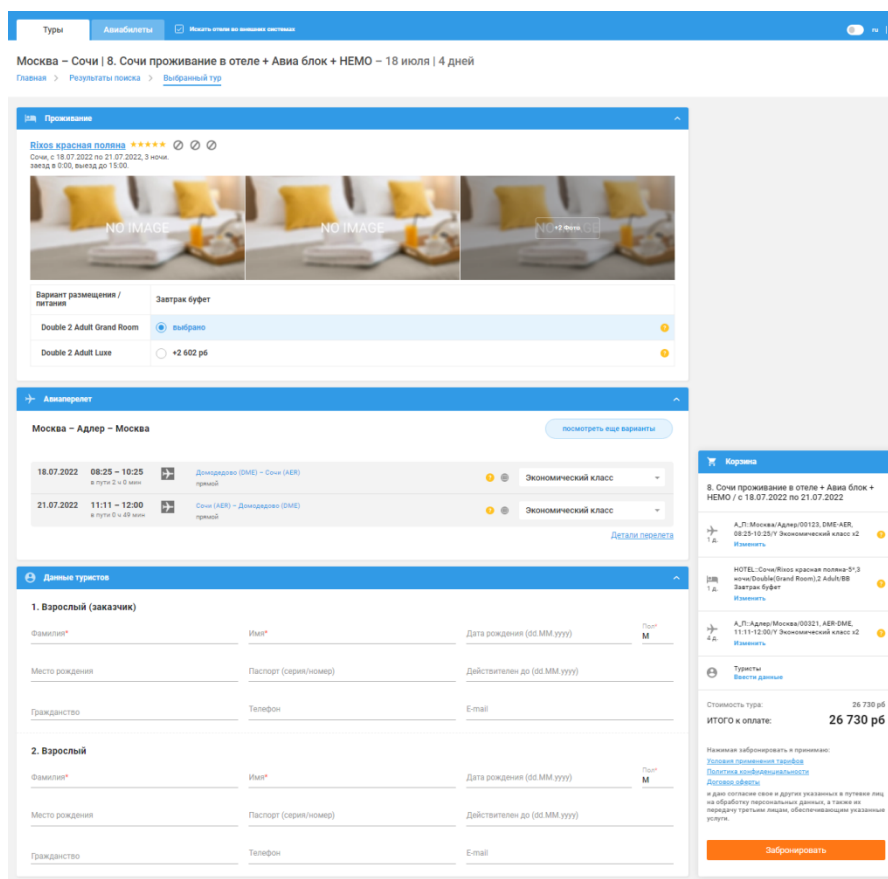 Туры
Авиабилеты
Искать отели во внешних системах
ru
Москва – Сочи | 8. Сочи проживание в отеле + Авиа блок + НЕМО – 18 июля | 4 дней
Главная > Результаты поиска > Выбранный тур
Проживание
Rixos красная поляна
Сочи, с 18.07.2022 по 21.07.2022, 3 ночи.
заезд в 0:00, выезд до 15:00.
NO IMAGE
NO IMAGE
+2 Фото
Вариант размещения / питания
Завтрак буфет
Double 2 Adult Grand Room
выбрано
Double 2 Adult Luxe
+2 602 рб
Авиаперелет
Москва – Адлер – Москва
посмотреть еще варианты
18.07.2022 08:25 – 10:25 Домодедово (DME) – Сочи (AER) Экономический класс
в пути 2 ч 0 мин прямой
21.07.2022 11:11 – 12:00 Сочи (AER) – Домодедово (DME) Экономический класс
в пути 0 ч 49 мин прямой
Детали перелета
Данные туристов
1. Взрослый (заказчик)
Фамилия* Имя* Дата рождения (dd.MM.yyyy) Пол*
М
Место рождения Паспорт (серия/номер) Действителен до (dd.MM.yyyy)
Гражданство Телефон E-mail
2. Взрослый
Фамилия* Имя* Дата рождения (dd.MM.yyyy) Пол*
М
Место рождения Паспорт (серия/номер) Действителен до (dd.MM.yyyy)
Гражданство Телефон E-mail
Корзина
8. Сочи проживание в отеле + Авиа блок +
НЕМО / с 18.07.2022 по 21.07.2022
А_П::Москва/Адлер/00123, DME-AER,
08:25-10:25/Y Экономический класс x2
1 д.
Изменить
HOTEL::Сочи/Rixos красная поляна-5*,3
ночи/Double(Grand Room),2 Adult/BB
1 д. Завтрак буфет
Изменить
А_П::Адлер/Москва/00321, AER-DME,
11:11-12:00/Y Экономический класс x2
4 д.
Изменить
Туристы
Ввести данные
Стоимость тура: 26 730 рб
ИТОГО к оплате: 26 730 рб
Нажимая забронировать я принимаю:
Условия применения тарифов
Политика конфиденциальности
Договор оферты
и даю согласие свое и других указанных в путевке лиц
на обработку персональных данных, а также их
передачу третьим лицам, обеспечивающим указанные
услуги.
Забронировать